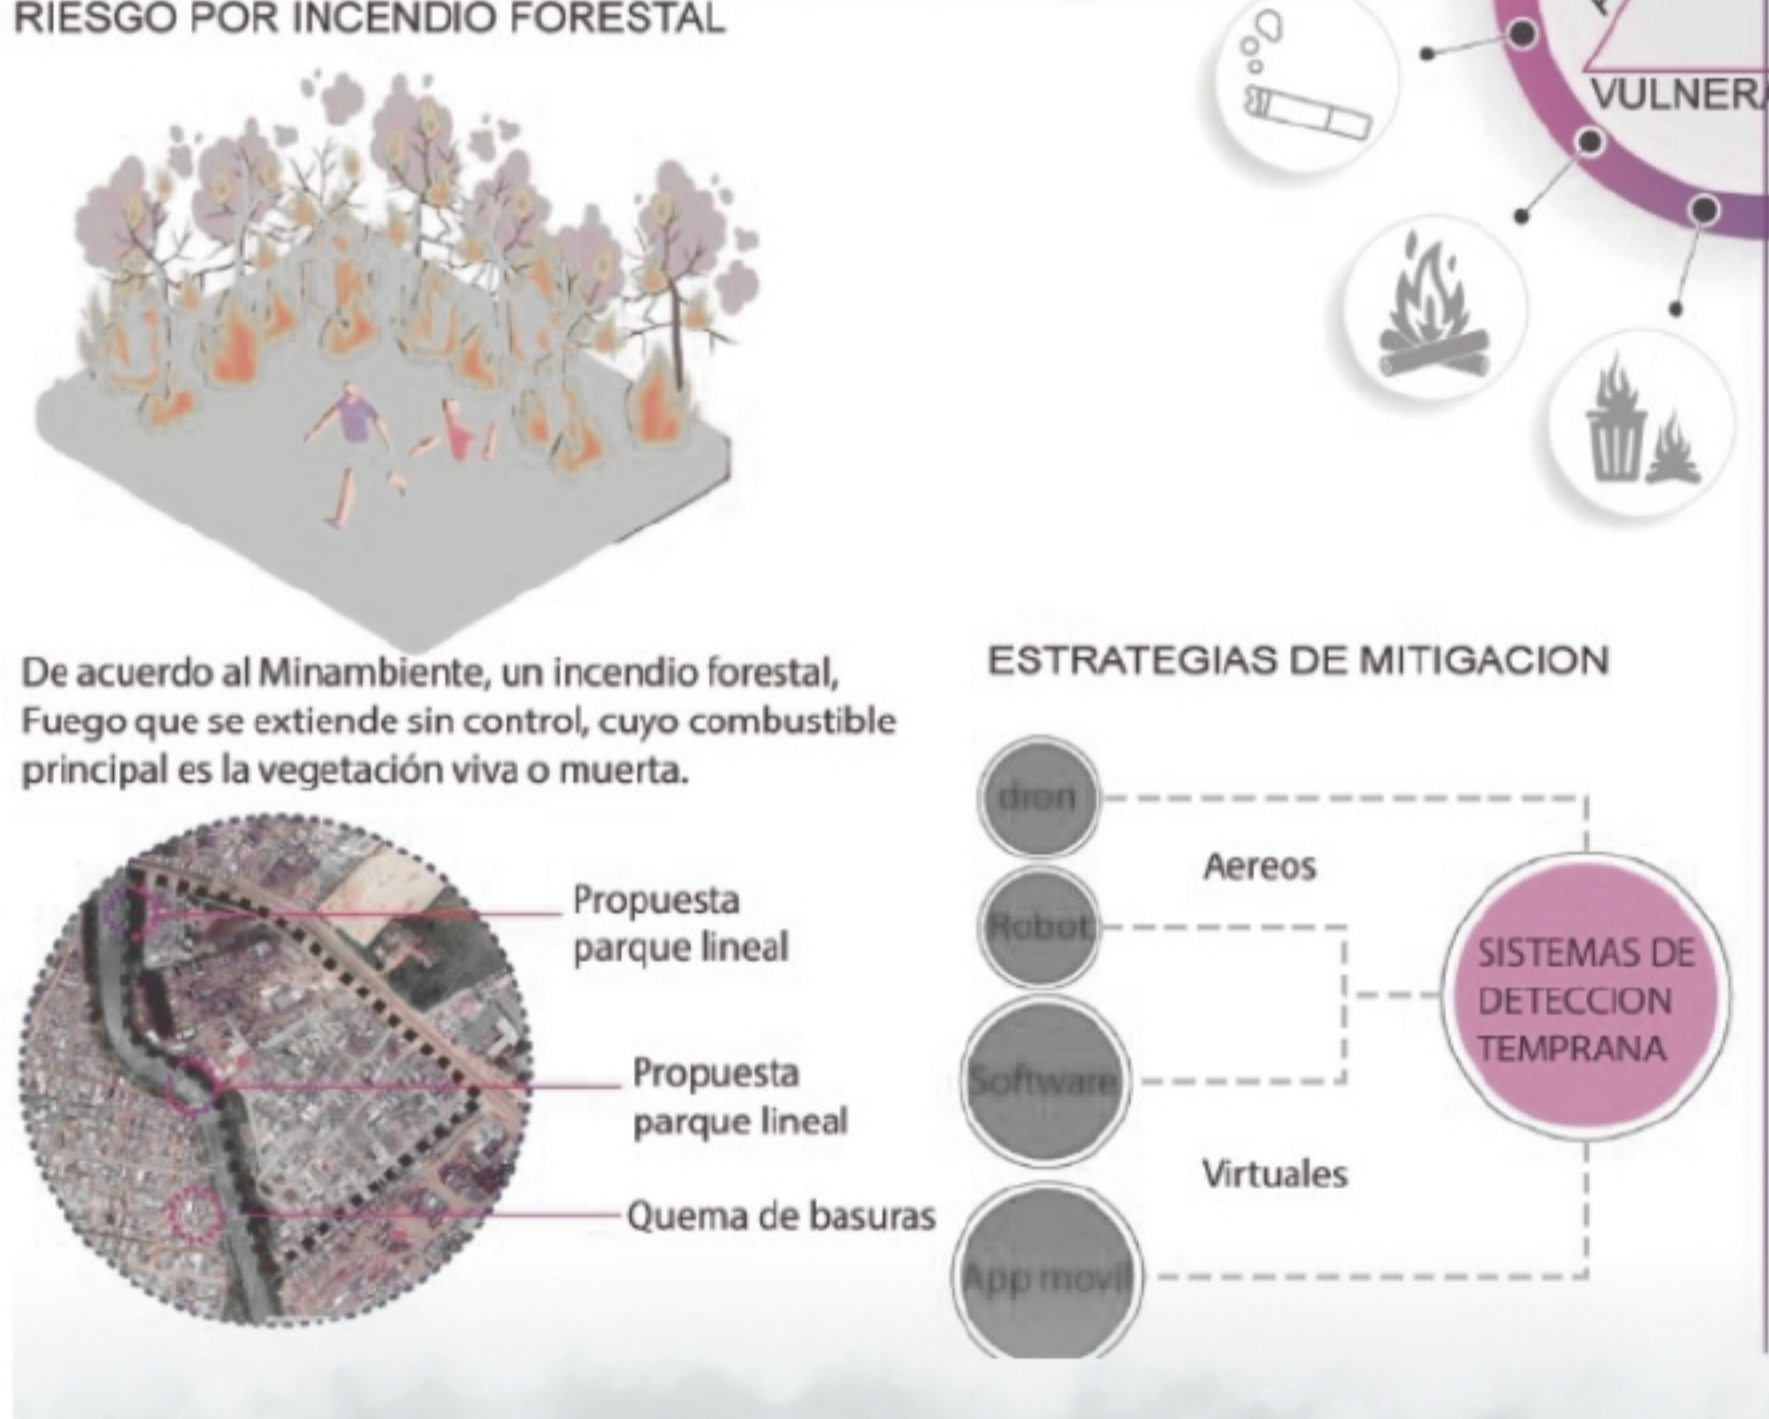 RIESGO POR INCENDIO FORESTAL
De acuerdo al Minambiente, un incendio forestal,
Fuego que se extiende sin control, cuyo combustible
principal es la vegetación viva o muerta.
Propuesta
parque lineal
Propuesta
parque lineal
Quema de basuras
VULNERA
ESTRATEGIAS DE MITIGACION
dron
Aereos
Robot
Software
Virtuales
App movil
SISTEMAS DE
DETECCION
TEMPRANA